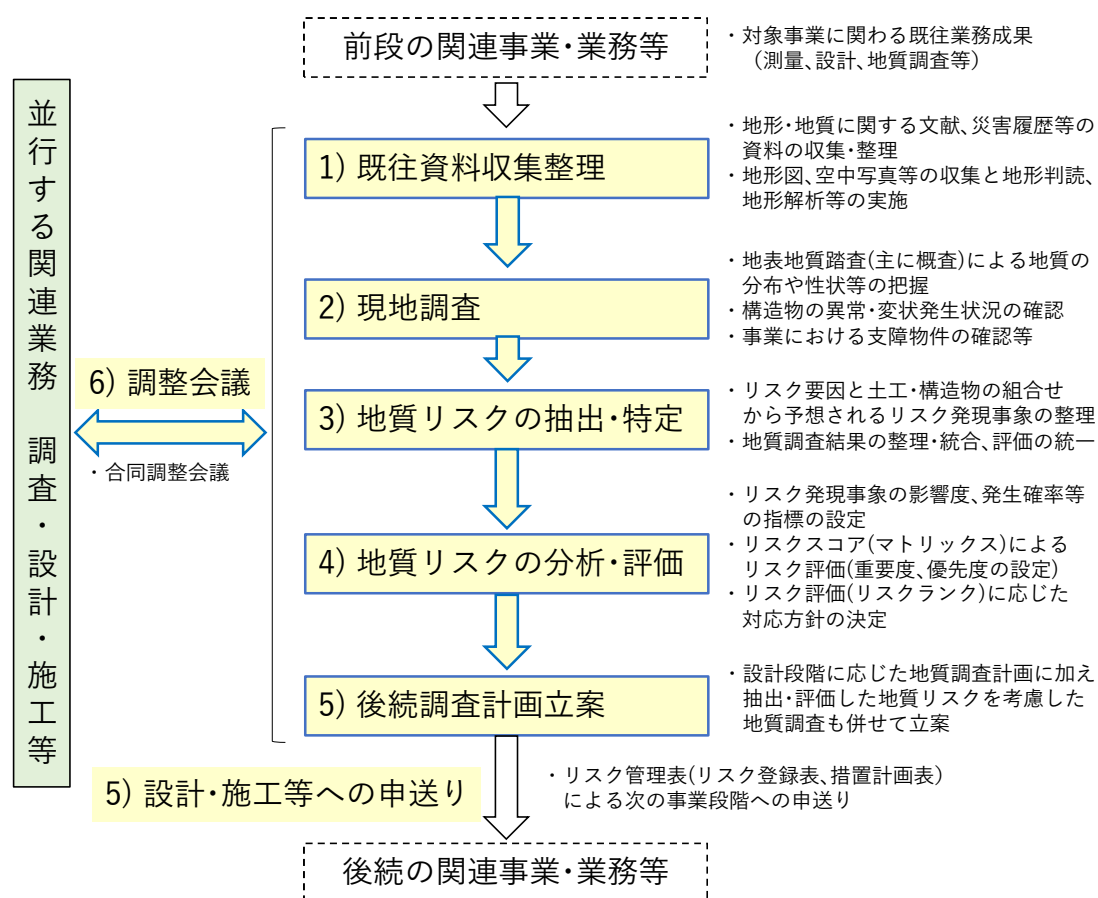 前段の関連事業・業務等
・対象事業に関わる既往業務成果
（測量、設計、地質調査等）
並行する関連業務 調査・設計・施工等
1) 既往資料収集整理
・地形・地質に関する文献、災害履歴等の
資料の収集・整理
・地形図、空中写真等の収集と地形判読、
地形解析等の実施
2) 現地調査
・地表地質踏査(主に概査)による地質の
分布や性状等の把握
・構造物の異常・変状発生状況の確認
・事業における支障物件の確認等
6) 調整会議
・合同調整会議
3) 地質リスクの抽出・特定
・リスク要因と土工・構造物の組合せ
から予想されるリスク発現事象の整理
・地質調査結果の整理・統合、評価の統一
4) 地質リスクの分析・評価
・リスク発現事象の影響度、発生確率等
の指標の設定
・リスクスコア(マトリックス)による
リスク評価(重要度、優先度の設定)
・リスク評価(リスクランク)に応じた
対応方針の決定
5) 後続調査計画立案
・設計段階に応じた地質調査計画に加え
抽出・評価した地質リスクを考慮した
地質調査も併せて立案
5) 設計・施工等への申送り
・リスク管理表(リスク登録表、措置計画表）
による次の事業段階への申送り
後続の関連事業・業務等